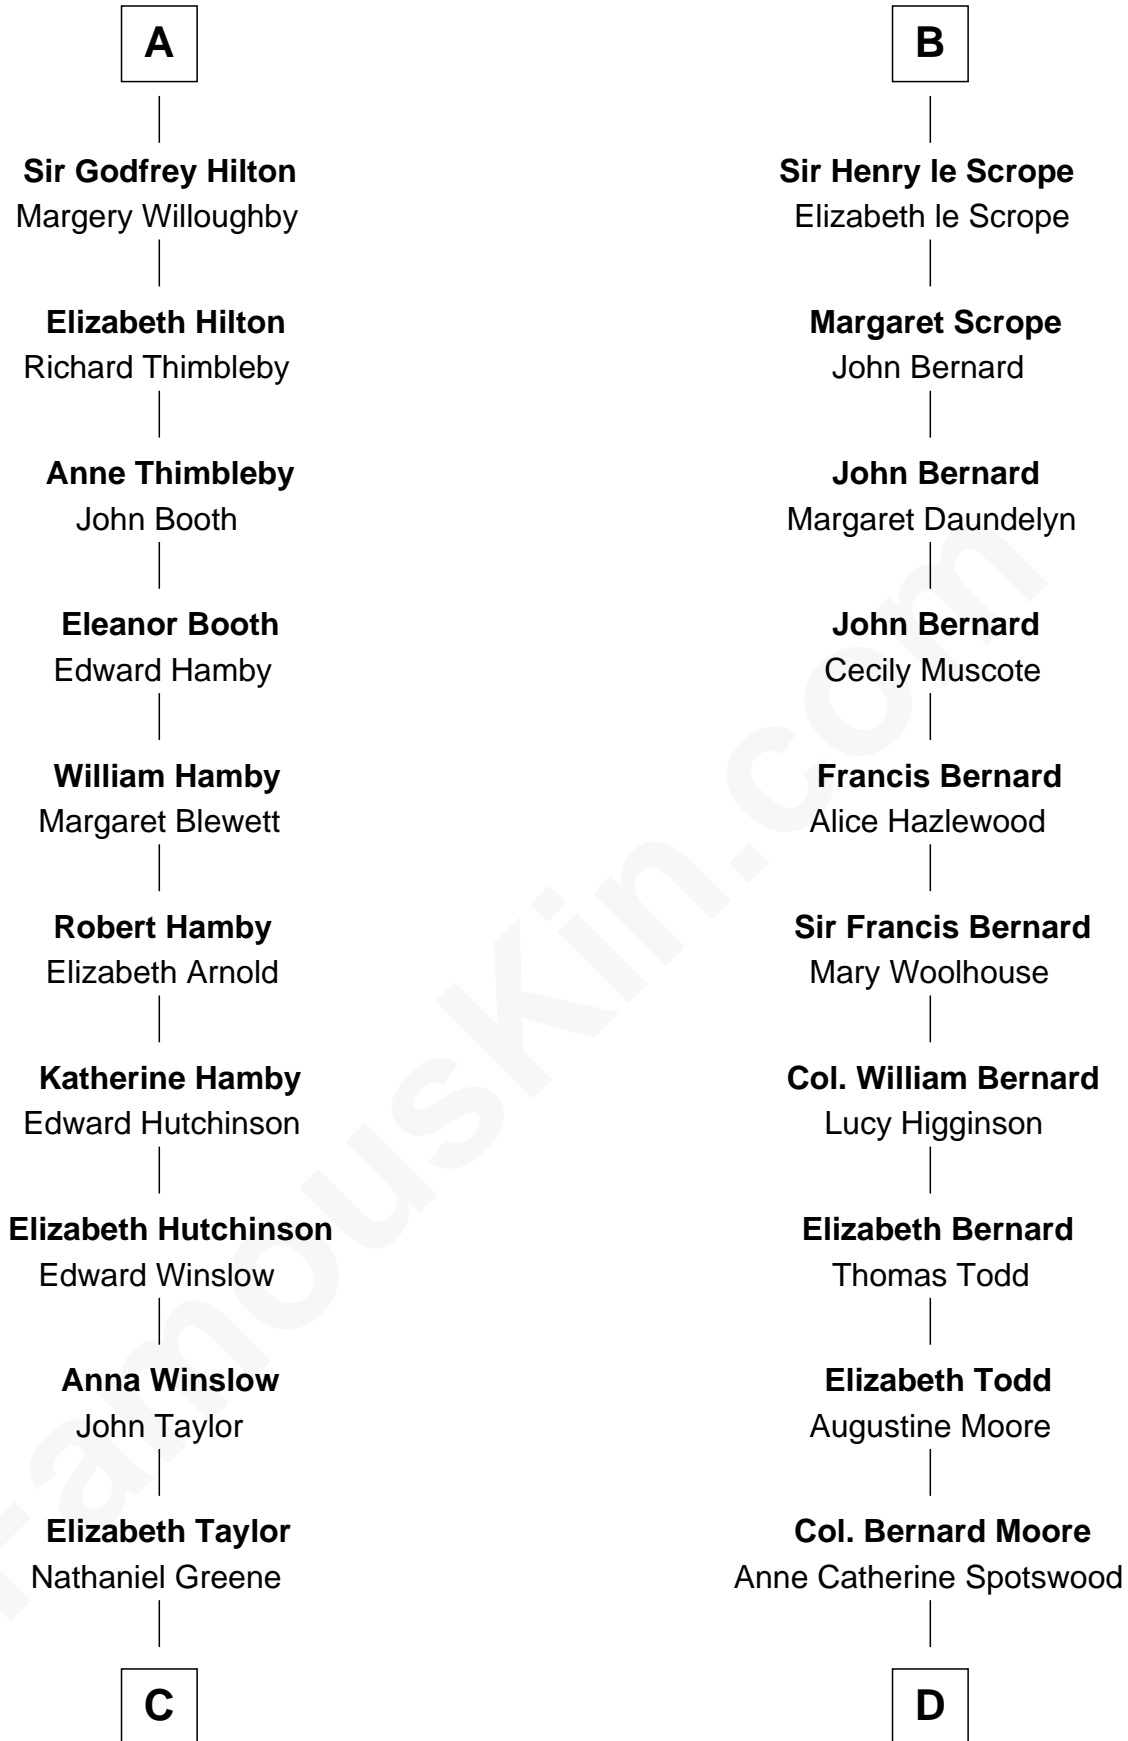 A
Sir Godfrey Hilton
Margery Willoughby
Elizabeth Hilton
Richard Thimbleby
Anne Thimbleby
John Booth
Eleanor Booth
Edward Hamby
William Hamby
Margaret Blewett
Robert Hamby
Elizabeth Arnold
Katherine Hamby
Edward Hutchinson
Elizabeth Hutchinson
Edward Winslow
Anna Winslow
John Taylor
Elizabeth Taylor
Nathaniel Greene
C
B
Sir Henry le Scrope
Elizabeth le Scrope
Margaret Scrope
John Bernard
John Bernard
Margaret Daundelyn
John Bernard
Cecily Muscote
Francis Bernard
Alice Hazlewood
Sir Francis Bernard
Mary Woolhouse
Col. William Bernard
Lucy Higginson
Elizabeth Bernard
Thomas Todd
Elizabeth Todd
Augustine Moore
Col. Bernard Moore
Anne Catherine Spotswood
D
FamousKin.com